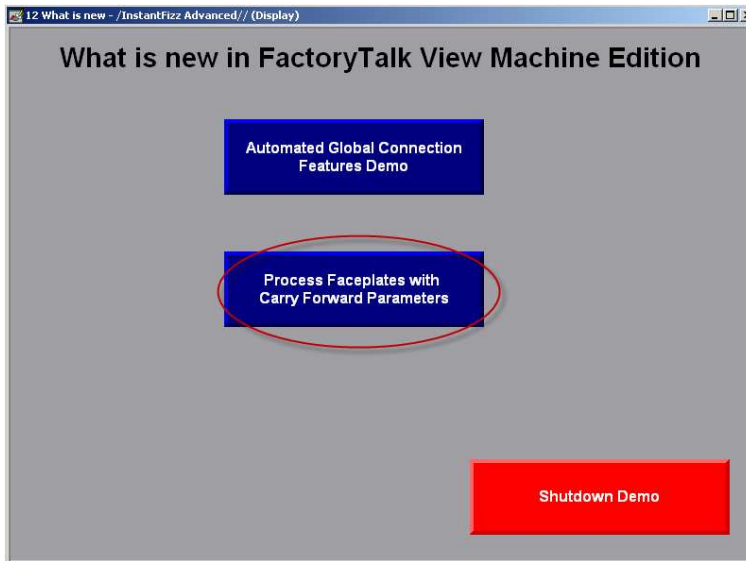 12 What is new - /InstantFizz Advanced// (Display)
What is new in FactoryTalk View Machine Edition
Automated Global Connection
Features Demo
Process Faceplates with
Carry Forward Parameters
Shutdown Demo